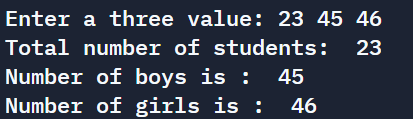 Enter a three value: 23 45 46
Total number of students:  23
Number of boys is :  45
Number of girls is :  46